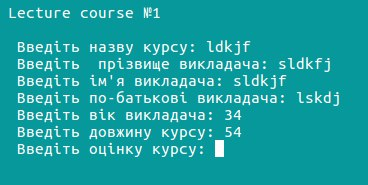 Lecture course №1
Введіть назву курсу: ldkjf
Введіть прізвище викладача: sldkfj
Введіть ім'я викладача: sldkjf
Введіть по-батькові викладача: lskdj
Введіть вік викладача: 34
Введіть довжину курсу: 54
Введіть оцінку курсу: